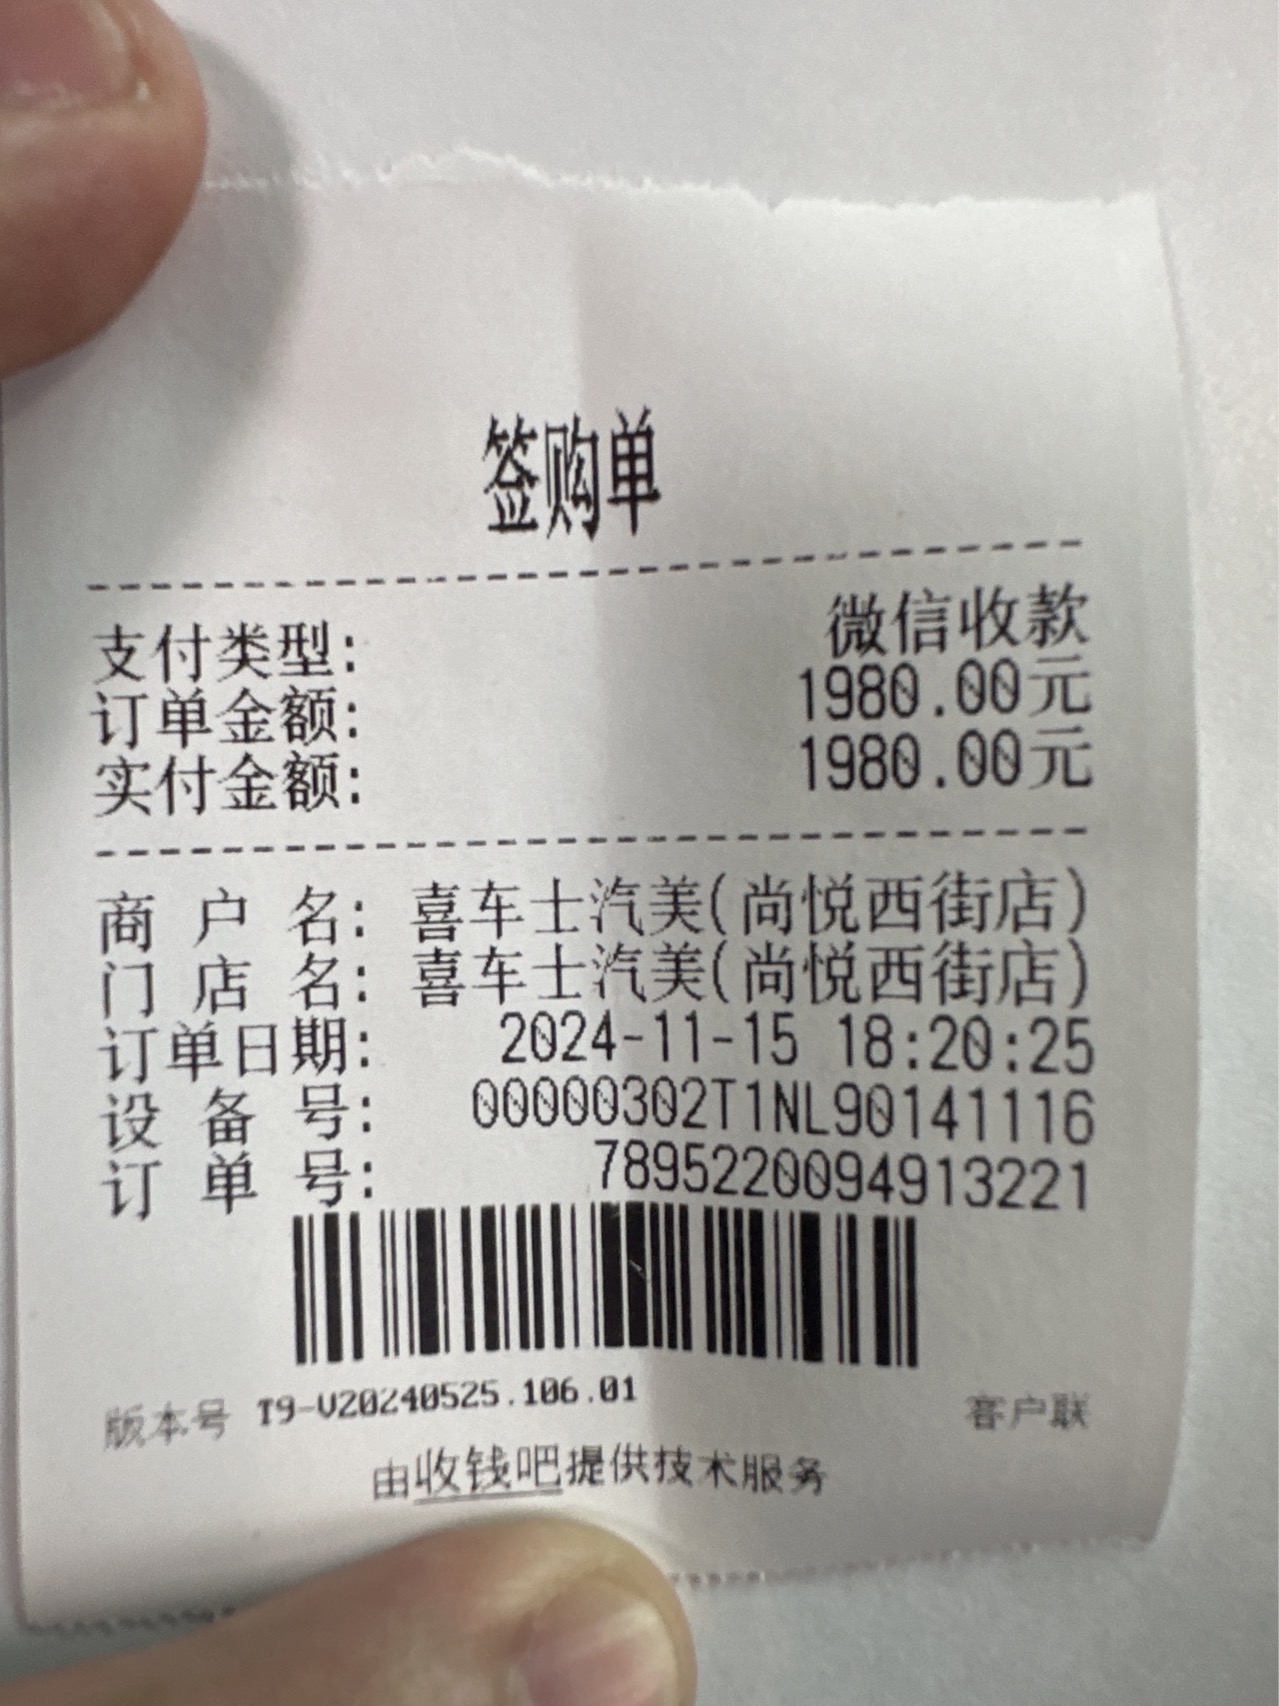 签购单
支付类型: 微信收款
订单金额: 1980.00元
实付金额: 1980.00元
商户名: 喜车士汽美(尚悦西街店)
门店名: 喜车士汽美(尚悦西街店)
订单日期: 2024-11-15 18:20:25
设备号: 00000302T1NL90141116
订单号: 7895220094913221
版本号 T9-V20240525.106.01 客户联
由收钱吧提供技术服务